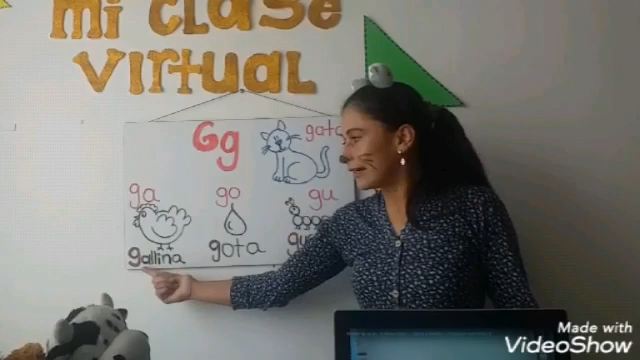 mi CLASE
VIRTUAL
Gg
gato
ga
go
gu
gallina
gota
Made with
VideoShow